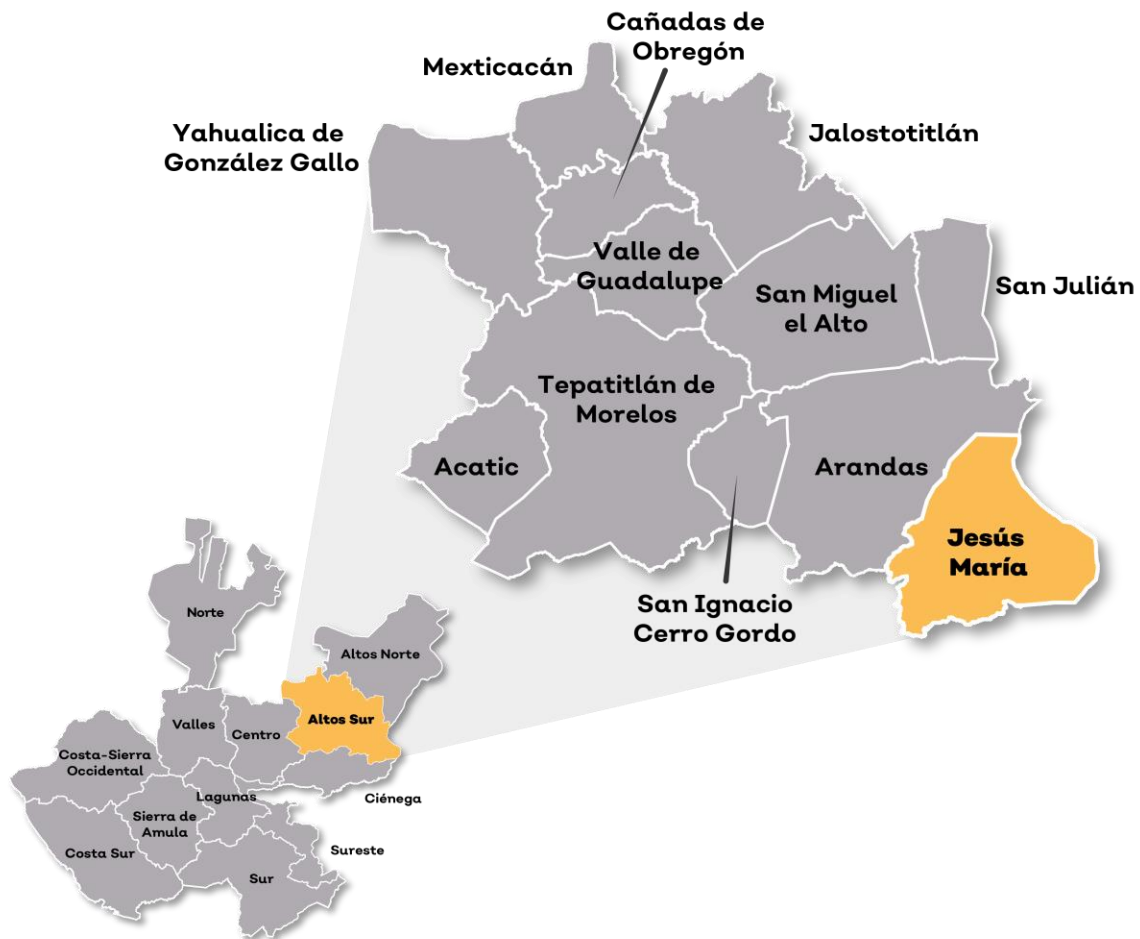 Cañadas de
Obregón
Mexticacán
Yahualica de
González Gallo
Jalostotitlán
Valle de
Guadalupe
San Miguel
el Alto
San Julián
Tepatitlán de
Morelos
Acatic
Arandas
Jesús
María
San Ignacio
Cerro Gordo
Norte
Altos Norte
Altos Sur
Valles
Centro
Costa-Sierra
Occidental
Ciénega
Lagunas
Sierra de
Amula
Costa Sur
Sureste
Sur